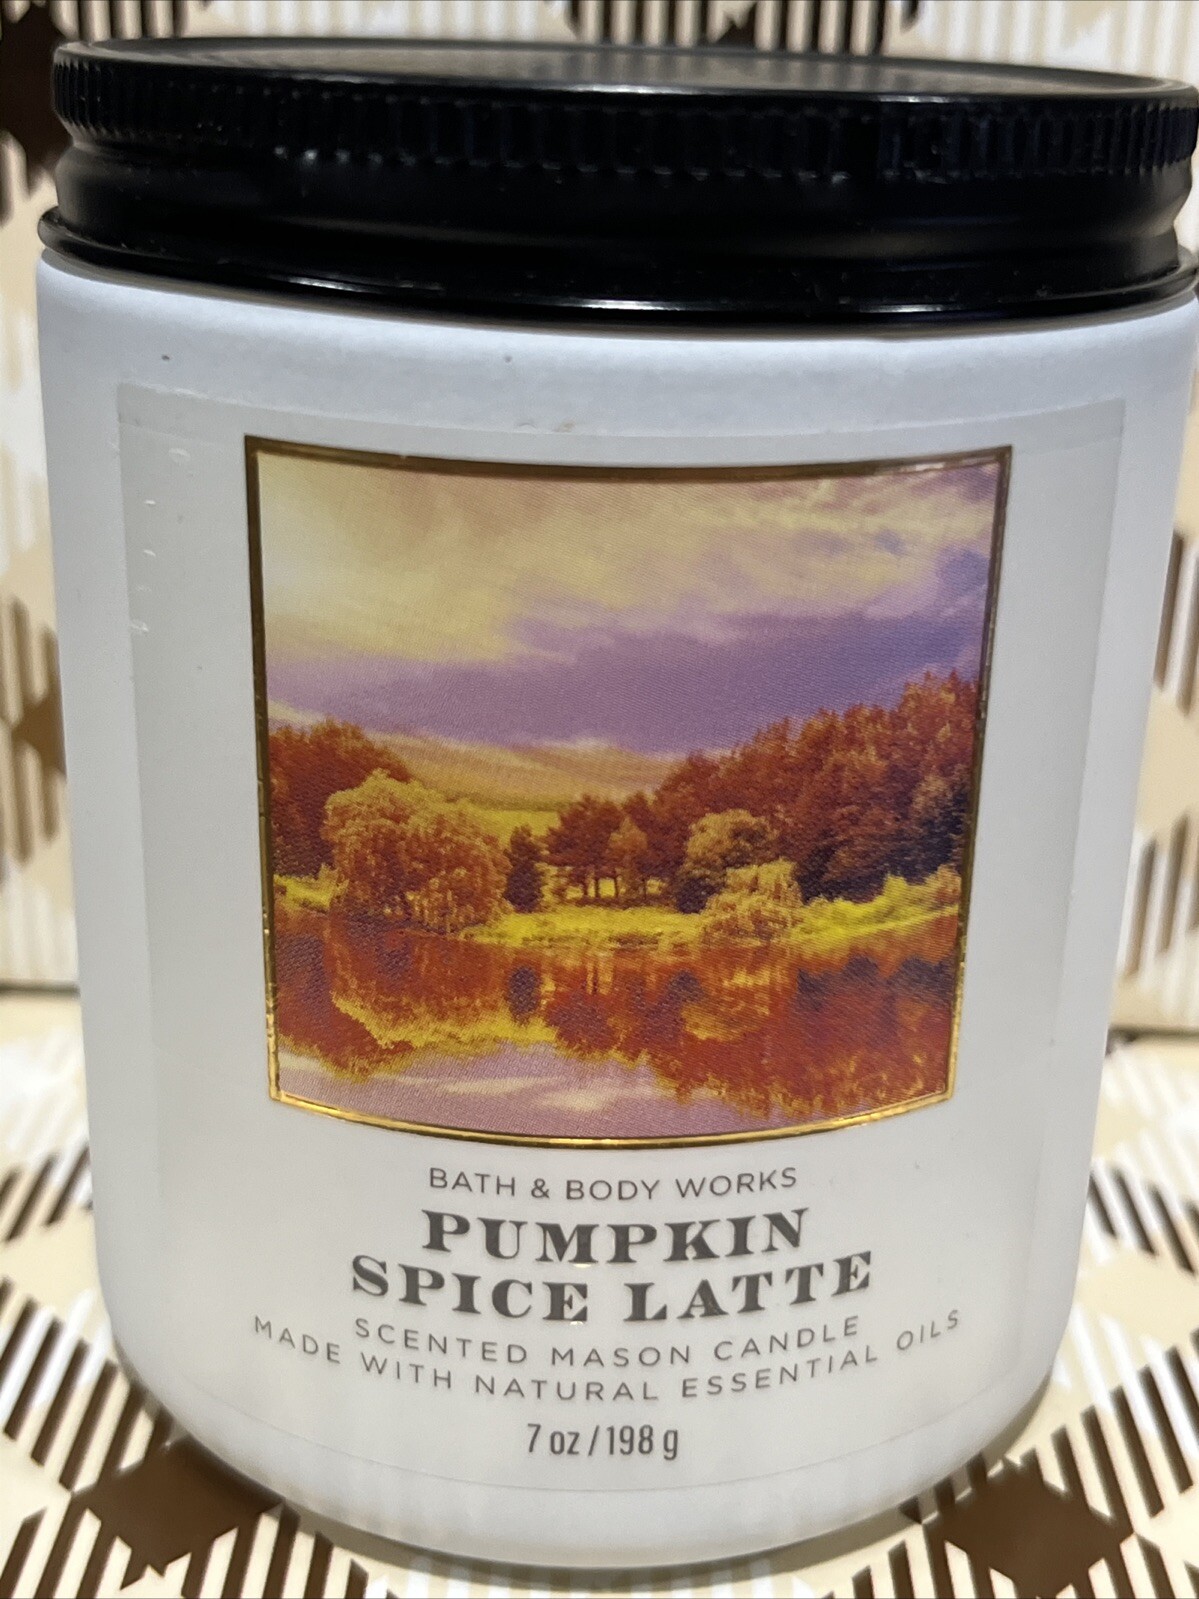 BATH & BODY WORKS
PUMPKIN
SPICE LATTE
SCENTED MASON CANDLE
MADE WITH NATURAL ESSENTIAL OILS
7 oz / 198 g